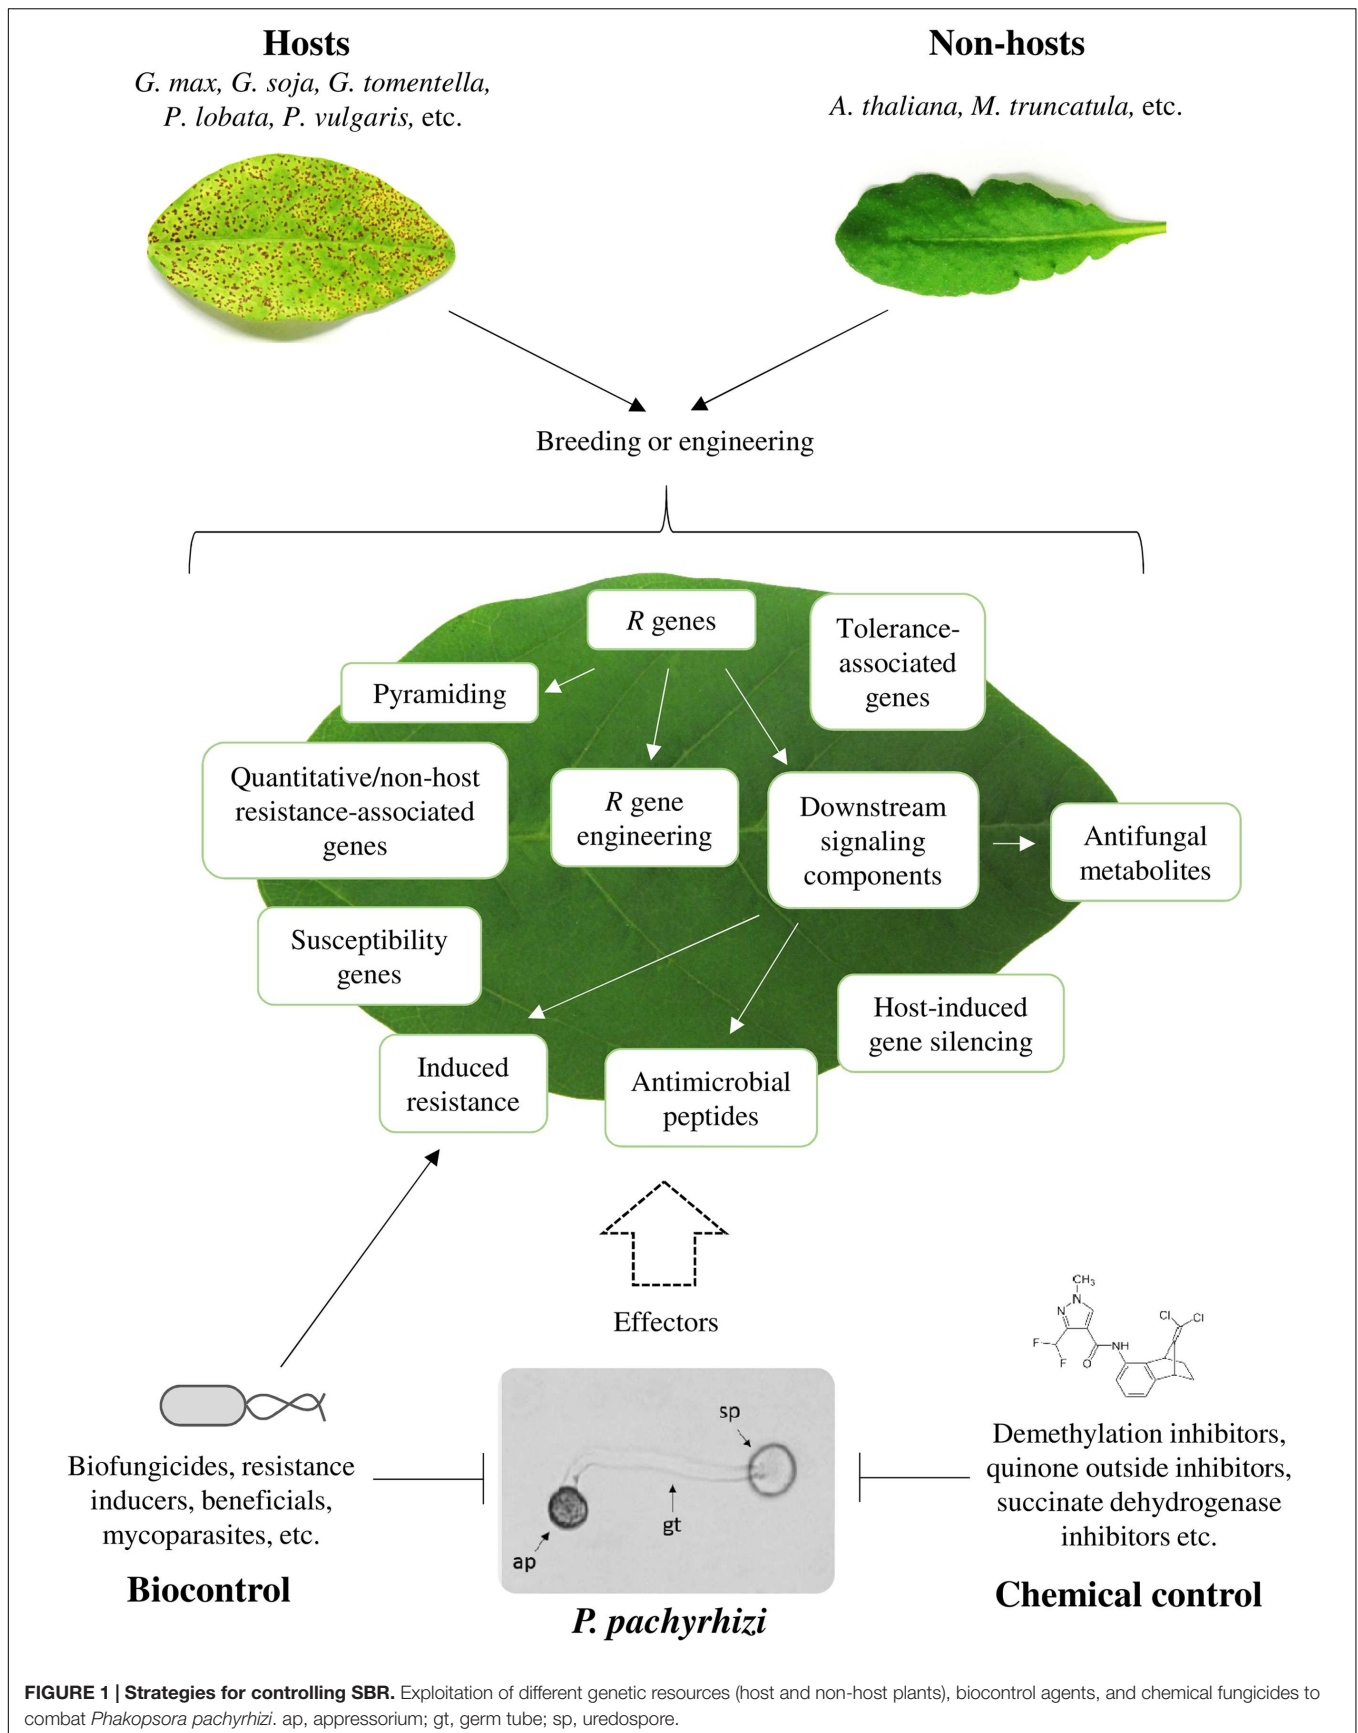 Hosts
G. max, G. soja, G. tomentella,
P. lobata, P. vulgaris, etc.
Non-hosts
A. thaliana, M. truncatula, etc.
Breeding or engineering
R genes
Tolerance-
associated
genes
Pyramiding
Quantitative/non-host
resistance-associated
genes
R gene
engineering
Downstream
signaling
components
Antifungal
metabolites
Susceptibility
genes
Host-induced
gene silencing
Induced
resistance
Antimicrobial
peptides
Effectors
CH3
N
N
F
F
O
NH
Cl
Cl
Biofungicides, resistance
inducers, beneficials,
mycoparasites, etc.
Biocontrol
sp
gt
ap
P. pachyrhizi
Demethylation inhibitors,
quinone outside inhibitors,
succinate dehydrogenase
inhibitors etc.
Chemical control
FIGURE 1 | Strategies for controlling SBR. Exploitation of different genetic resources (host and non-host plants), biocontrol agents, and chemical fungicides to
combat Phakopsora pachyrhizi. ap, appressorium; gt, germ tube; sp, uredospore.